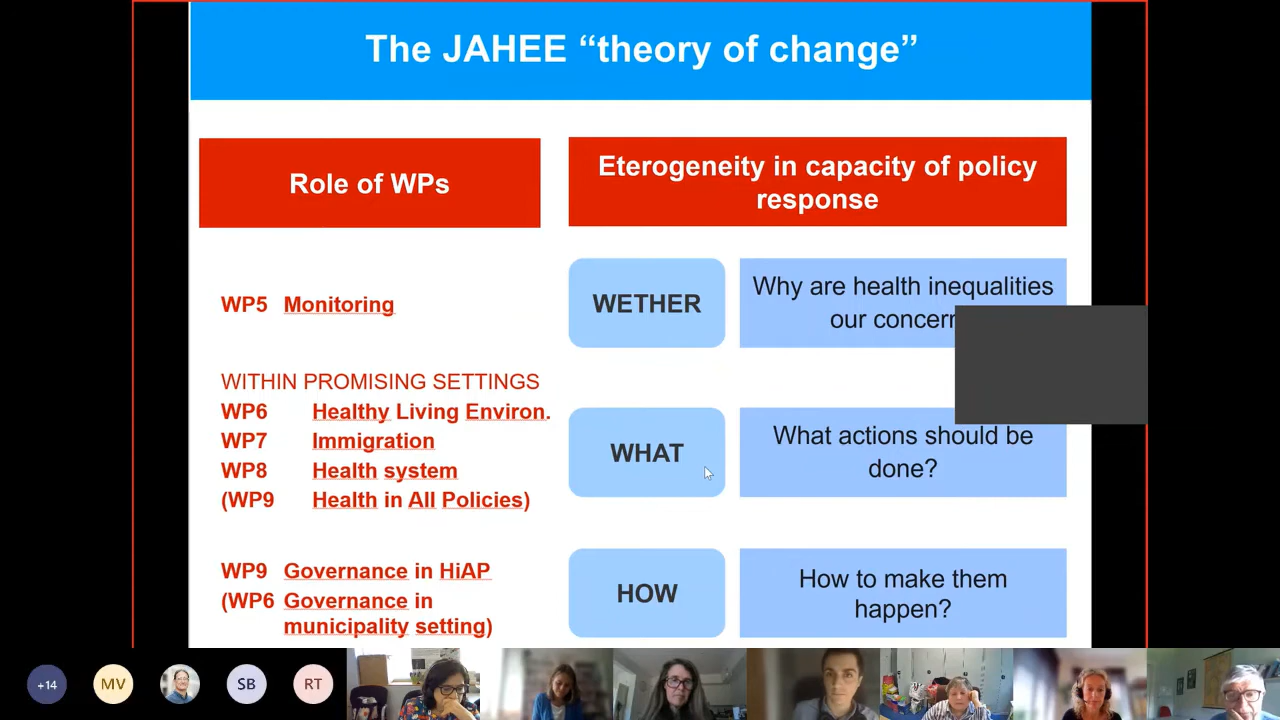 The JAHEE “theory of change”
Role of WPs
Eterogeneity in capacity of policy
response
WP5 Monitoring
WETHER
Why are health inequalities
our concern
WITHIN PROMISING SETTINGS
WP6 Healthy Living Environ.
WP7 Immigration
WP8 Health system
(WP9 Health in All Policies)
WHAT
What actions should be
done?
WP9 Governance in HiAP
(WP6 Governance in
municipality setting)
HOW
How to make them
happen?
+14
MV
SB
RT